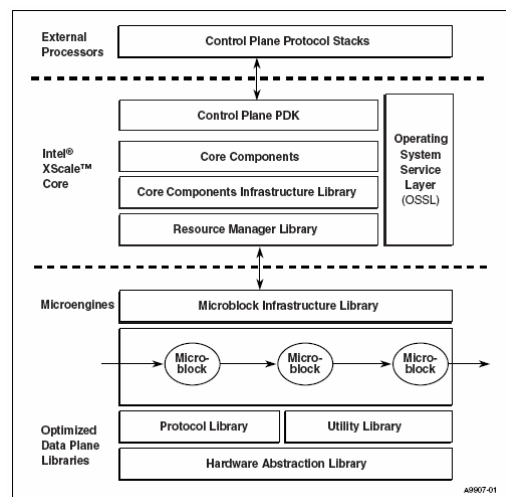 External
Processors
Control Plane Protocol Stacks
Intel® XScale™ Core
Control Plane PDK
Core Components
Core Components Infrastructure Library
Resource Manager Library
Operating
System
Service
Layer
(OSSL)
Microengines
Microblock Infrastructure Library
Micro-
block
Micro-
block
Micro-
block
Optimized
Data Plane
Libraries
Protocol Library
Utility Library
Hardware Abstraction Library
A9907-01